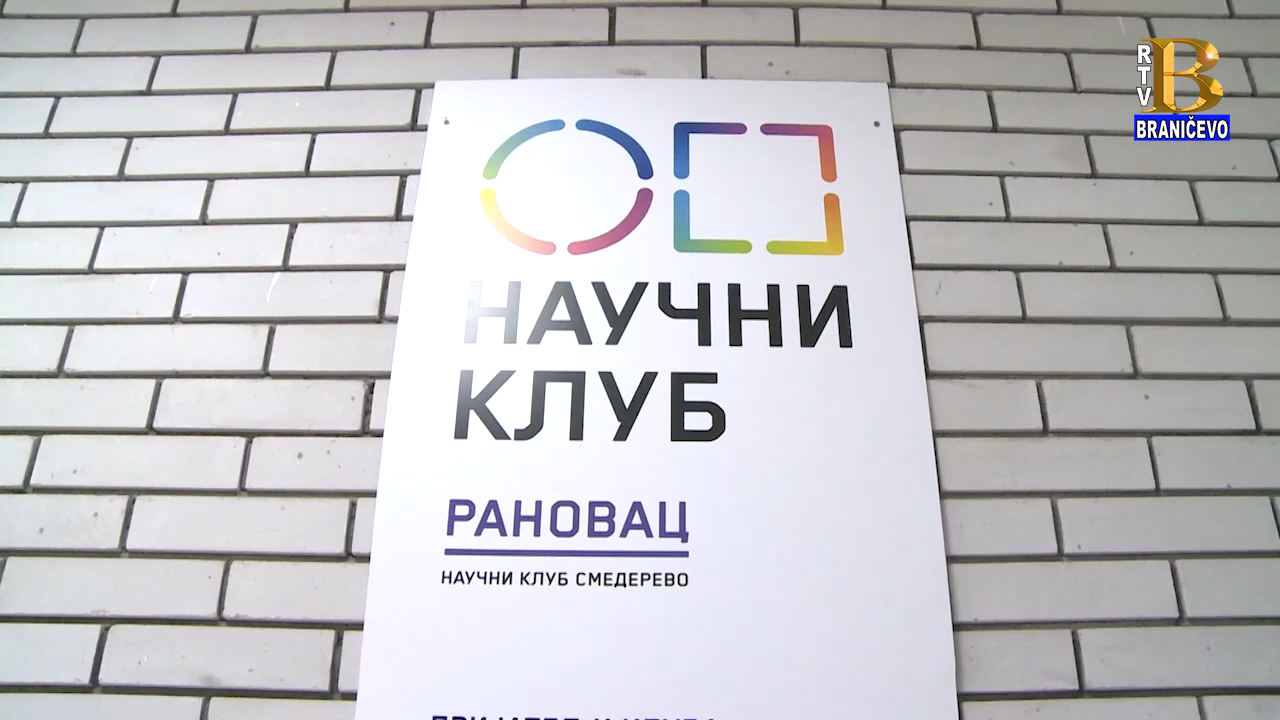 RTV
B
BRANIČEVO
НАУЧНИ
КЛУБ
РАНОВАЦ
НАУЧНИ КЛУБ СМЕДЕРЕВО